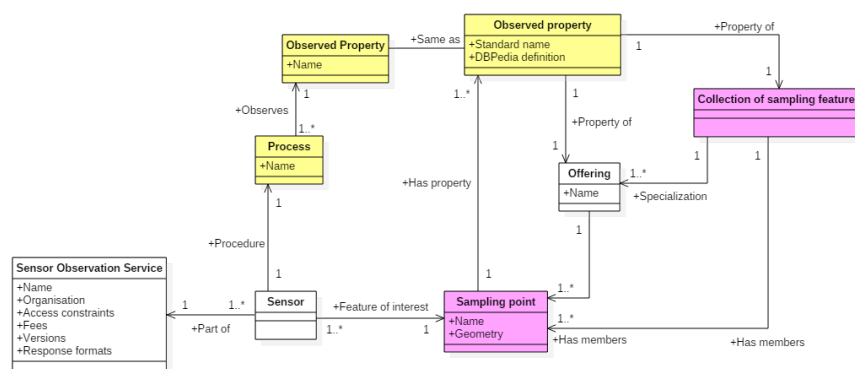 Observed property
+Standard name
+DBPedia definition
+Same as
+Property of
1
1
Observed Property
+Name
1
+Observes
1..*
Process
+Name
1
+Procedure
1
1..*
+Has property
1
1
+Property of
1
Collection of sampling feature
1
1
1..*
+Specialization
Offering
+Name
1
1..*
Sensor Observation Service
+Name
+Organisation
+Access constraints
+Fees
+Versions
+Response formats
1
1..*
+Part of
Sensor
+Feature of interest
1..*
1
Sampling point
+Name
+Geometry
1..*
+Has members
+Has members